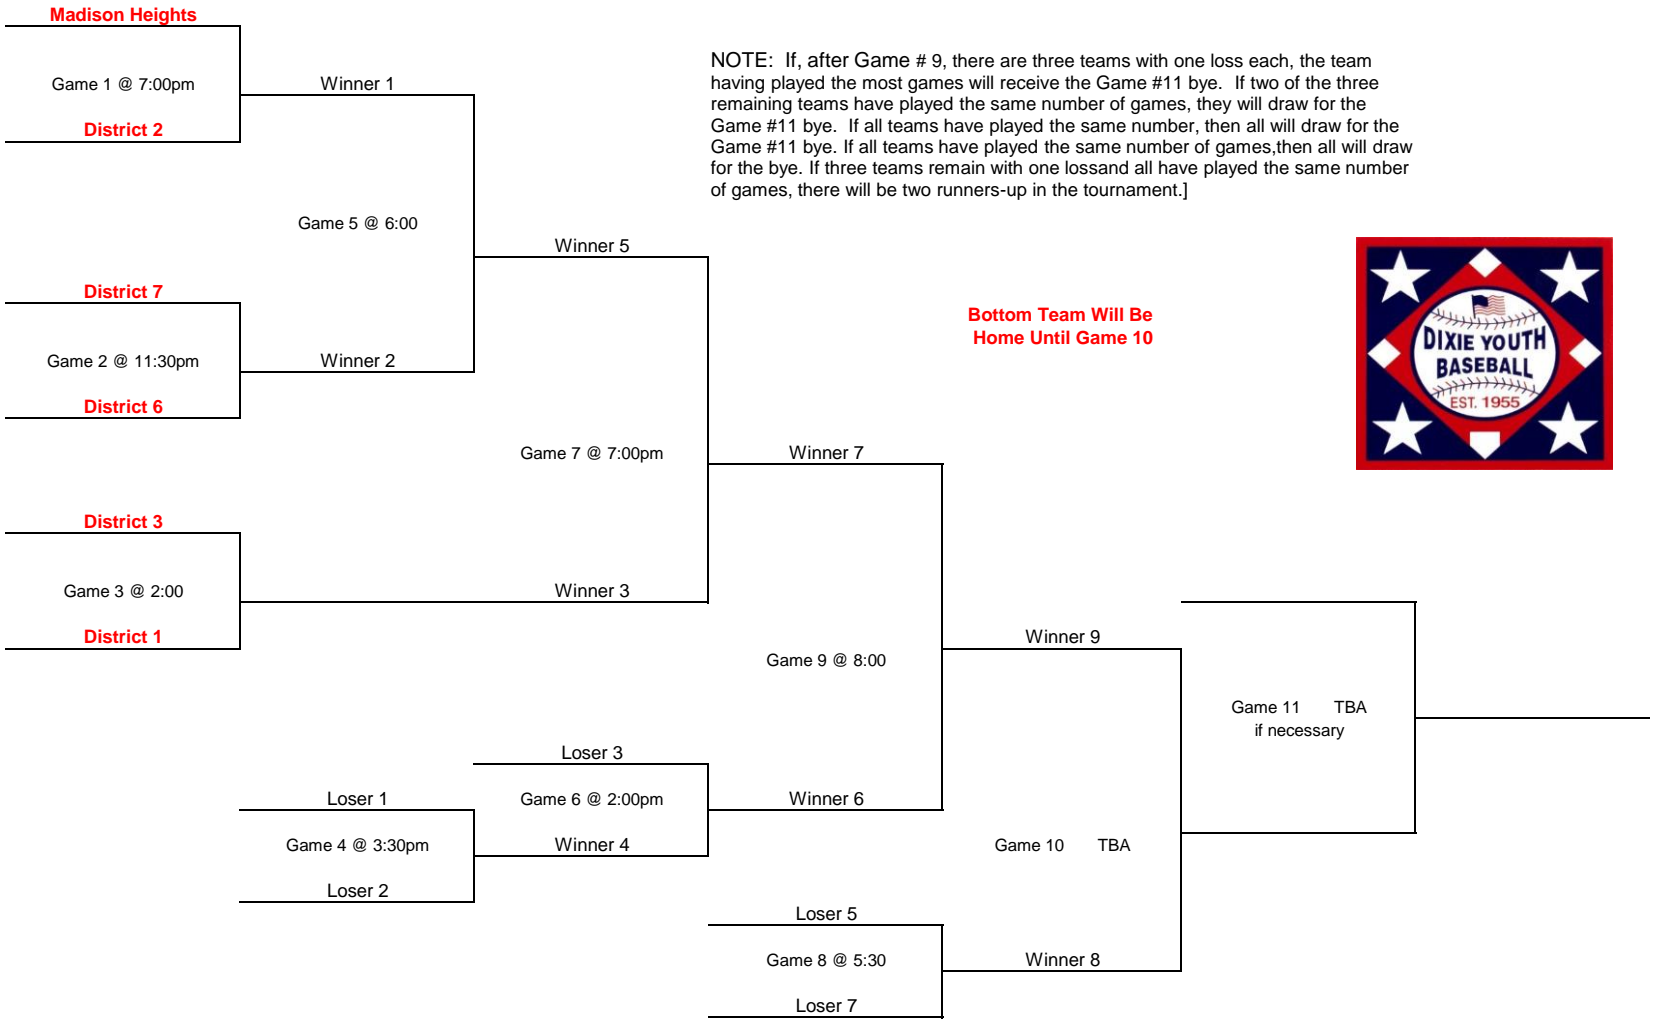 Madison Heights
NOTE:  If, after Game # 9, there are three teams with one loss each, the team
having played the most games will receive the Game #11 bye.  If two of the three
remaining teams have played the same number of games, they will draw for the
Game #11 bye.  If all teams have played the same number, then all will draw for the
Game #11 bye. If all teams have played the same number of games,then all will draw
for the bye. If three teams remain with one lossand all have played the same number
of games, there will be two runners-up in the tournament.]
Game 1 @ 7:00pm
Winner 1
District 2
Game 5 @ 6:00
Winner 5
District 7
Bottom Team Will Be
Home Until Game 10
DIXIE YOUTH
BASEBALL
EST. 1955
Game 2 @ 11:30pm
Winner 2
District 6
Game 7 @ 7:00pm
Winner 7
District 3
Game 3 @ 2:00
Winner 3
District 1
Winner 9
Game 9 @ 8:00
Game 11 TBA
if necessary
Loser 3
Loser 1
Game 6 @ 2:00pm
Winner 6
Game 4 @ 3:30pm
Winner 4
Game 10 TBA
Loser 2
Loser 5
Game 8 @ 5:30
Winner 8
Loser 7